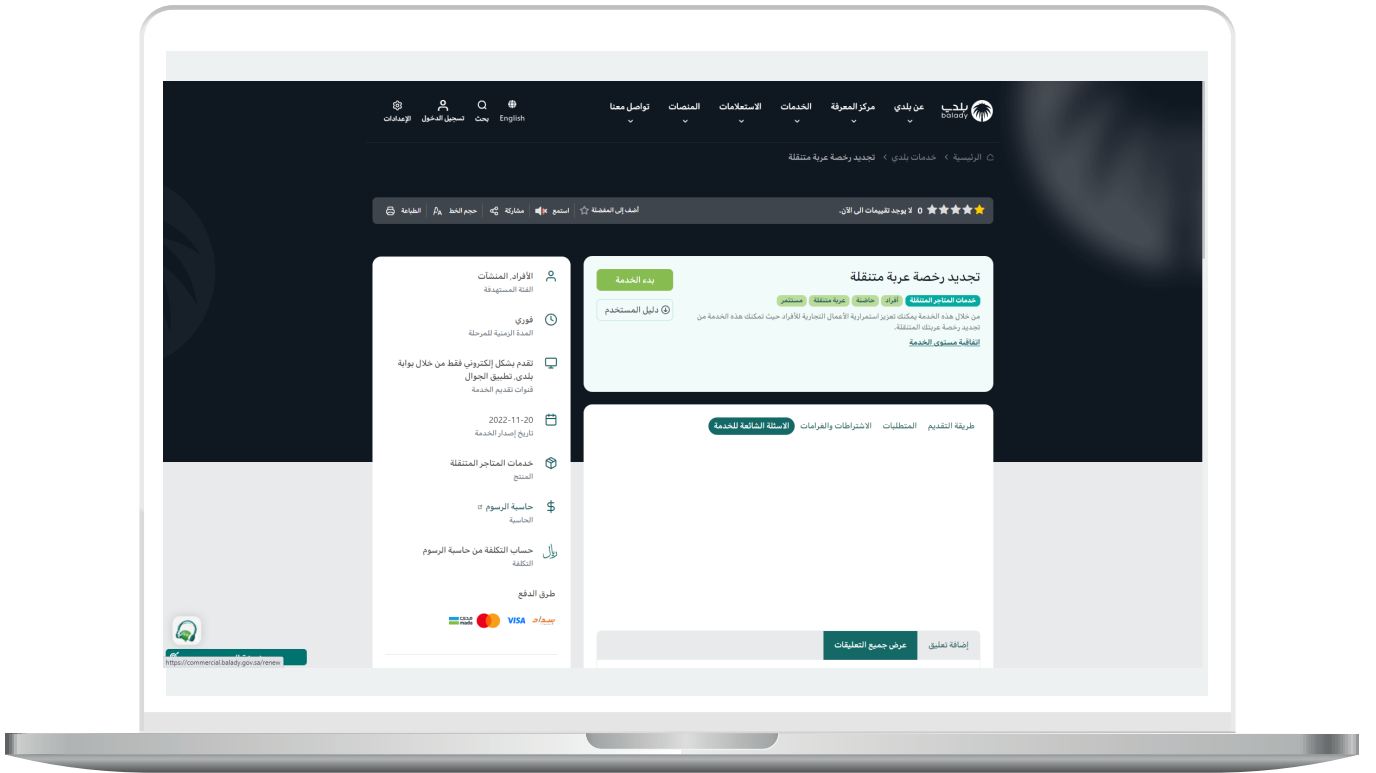 بلدي
balady
عن بلدي
مركز المعرفة
الخدمات
الاستعلامات
المنصات
تواصل معنا
English
بحث
تسجيل الدخول
الإعدادات
الرئيسية > خدمات بلدي > تجديد رخصة عربة متنقلة
0 لا يوجد تقييمات الى الآن.
أضف إلى المفضلة
استمع
مشاركة
حجم الخط
الطباعة
تجديد رخصة عربة متنقلة
خدمات المتاجر المتنقلة
أفراد
حاضنة
عربة متنقلة
مستثمر
من خلال هذه الخدمة يمكنك تعزيز استمرارية الأعمال التجارية للأفراد حيث تمكنك هذه الخدمة من
تجديد رخصة عربتك المتنقلة.
اتفاقية مستوى الخدمة
بدء الخدمة
دليل المستخدم
طريقة التقديم
المتطلبات
الاشتراطات والغرامات
الاسئلة الشائعة للخدمة
إضافة تعليق
عرض جميع التعليقات
الأفراد, المنشآت
الفئة المستهدفة
فوري
المدة الزمنية للمرحلة
تقدم بشكل إلكتروني فقط من خلال بوابة
بلدي, تطبيق الجوال
قنوات تقديم الخدمة
2022-11-20
تاريخ إصدار الخدمة
خدمات المتاجر المتنقلة
المنتج
حاسبة الرسوم
الحاسبة
حساب التكلفة من حاسبة الرسوم
التكلفة
طرق الدفع
سداد
VISA
مدى
mada
https://commercial.balady.gov.sa/renew